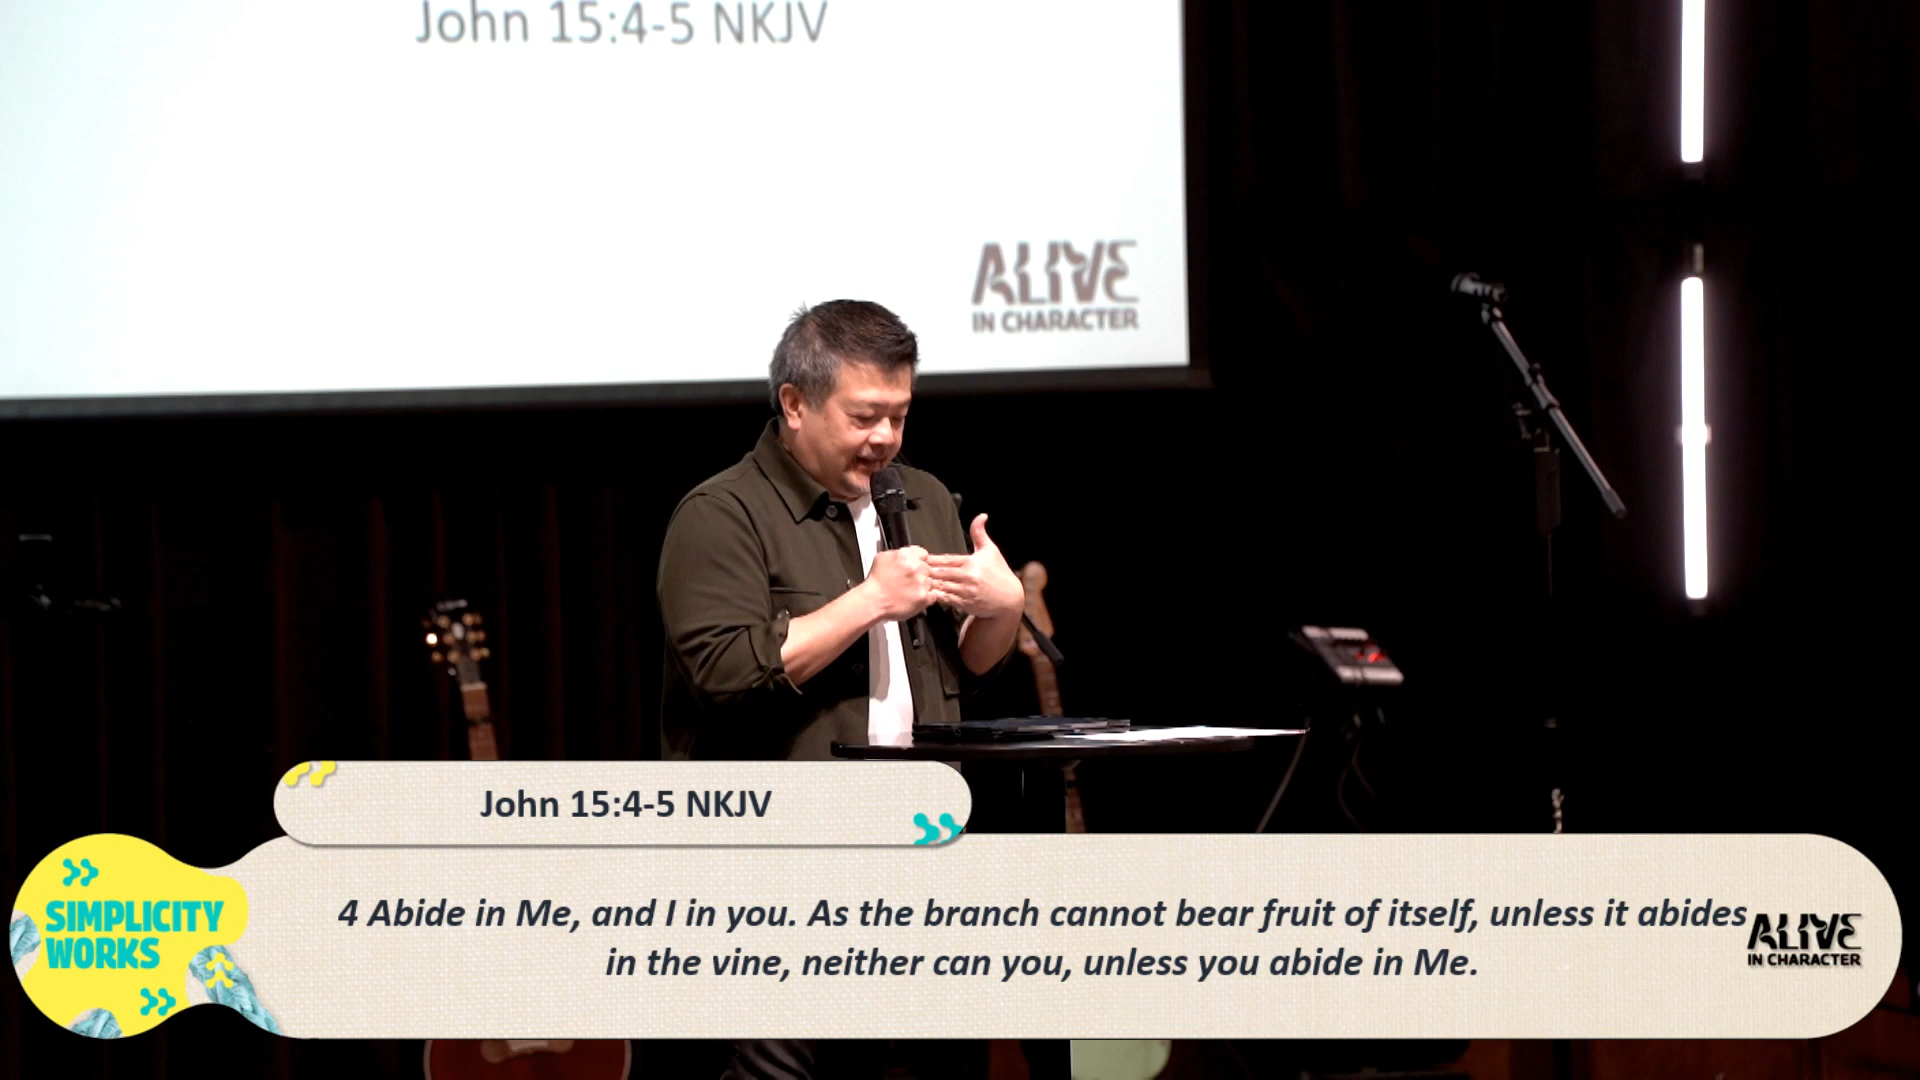 John 15:4-5 NKJV
ALIVE
IN CHARACTER
John 15:4-5 NKJV
SIMPLICITY
WORKS
4 Abide in Me, and I in you. As the branch cannot bear fruit of itself, unless it abides
in the vine, neither can you, unless you abide in Me.
ALIVE
IN CHARACTER